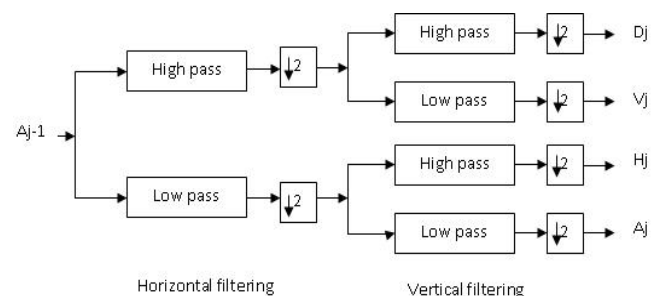 High pass
↓2
Dj
High pass
↓2
Low pass
↓2
Vj
Aj-1
High pass
↓2
Hj
Low pass
↓2
Low pass
↓2
Aj
Horizontal filtering
Vertical filtering